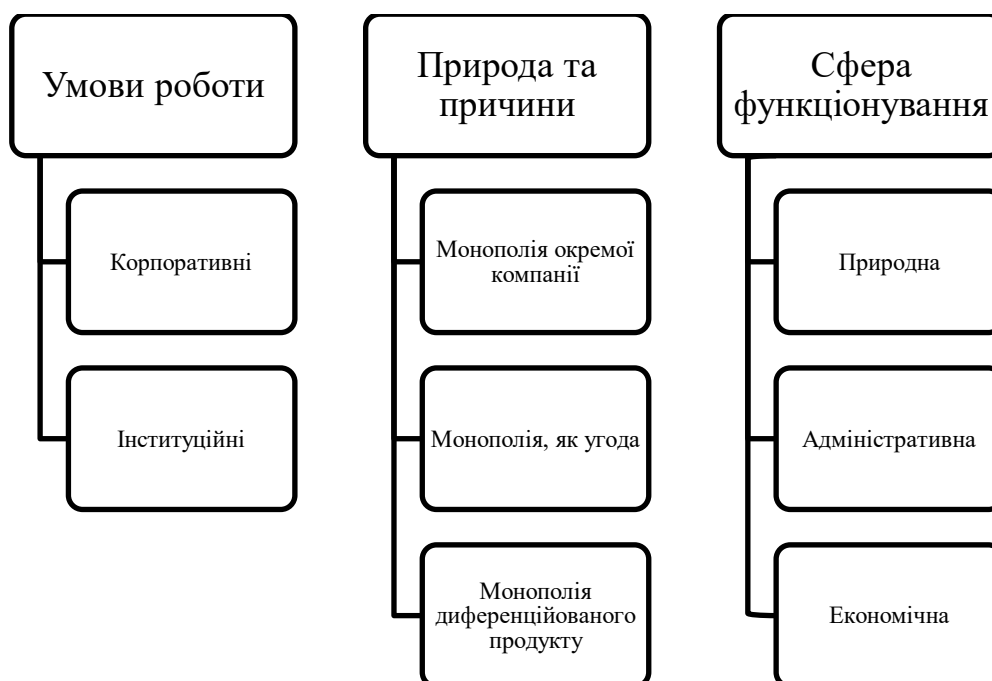 Умови роботи
Корпоративні
Інституційні
Природа та
причини
Монополія окремої
компанії
Монополія, як угода
Монополія
диференційованого
продукту
Сфера
функціонування
Природна
Адміністративна
Економічна